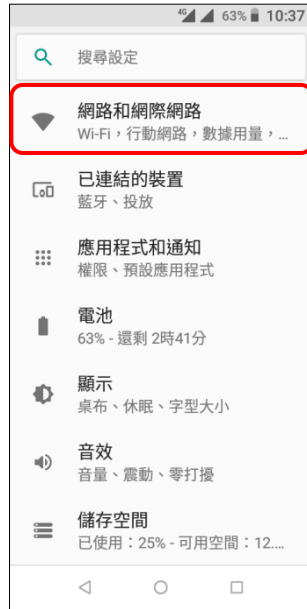 4G 63% 10:37
搜尋設定
網路和網際網路
Wi-Fi，行動網路，數據用量，...
已連結的裝置
藍牙、投放
應用程式和通知
權限、預設應用程式
電池
63% - 還剩 2時41分
顯示
桌布、休眠、字型大小
音效
音量、震動、零打擾
儲存空間
已使用：25% - 可用空間：12....